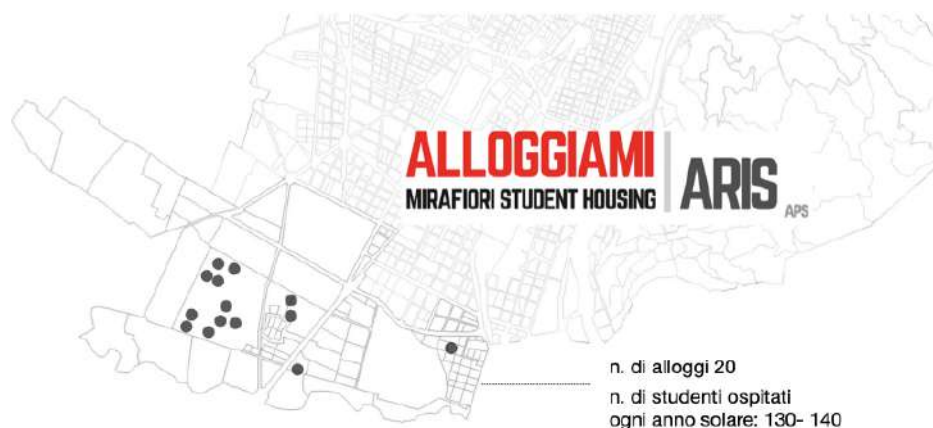 ALLOGGIAMI
MIRAFIORI STUDENT HOUSING
ARIS
APS
n. di alloggi 20
n. di studenti ospitati
ogni anno solare: 130- 140